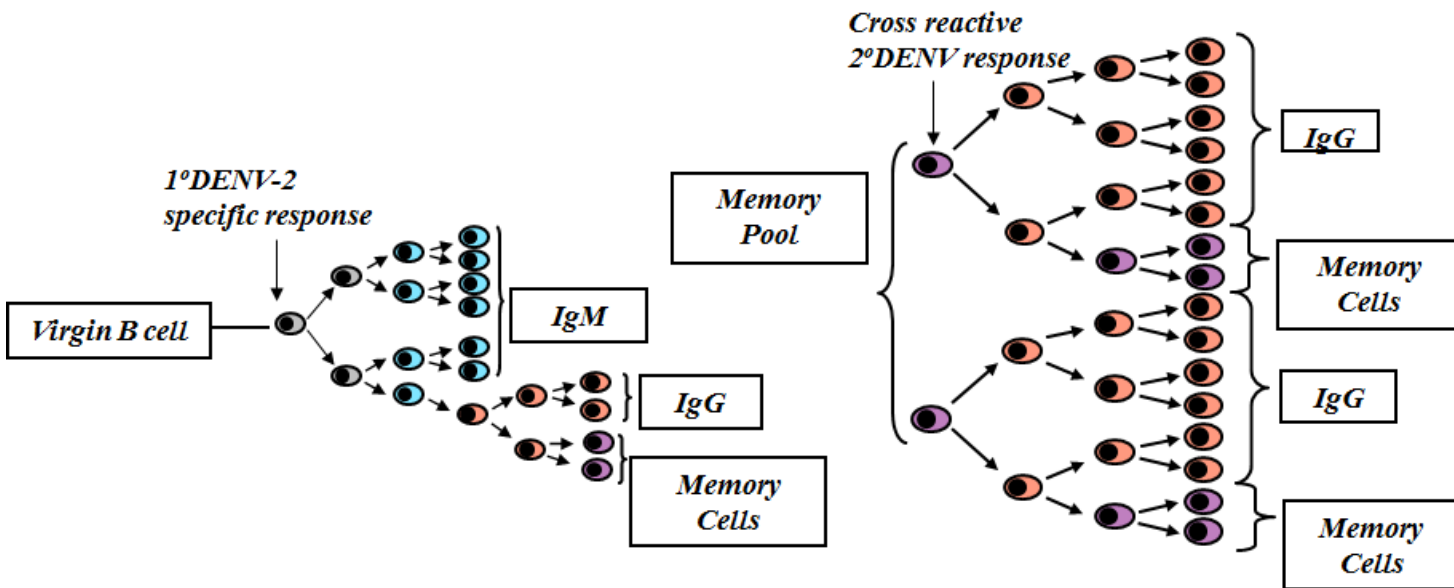 1ºDENV-2
specific response
Virgin B cell
IgM
IgG
Memory
Cells
Cross reactive
2ºDENV response
Memory
Pool
IgG
Memory
Cells
IgG
Memory
Cells